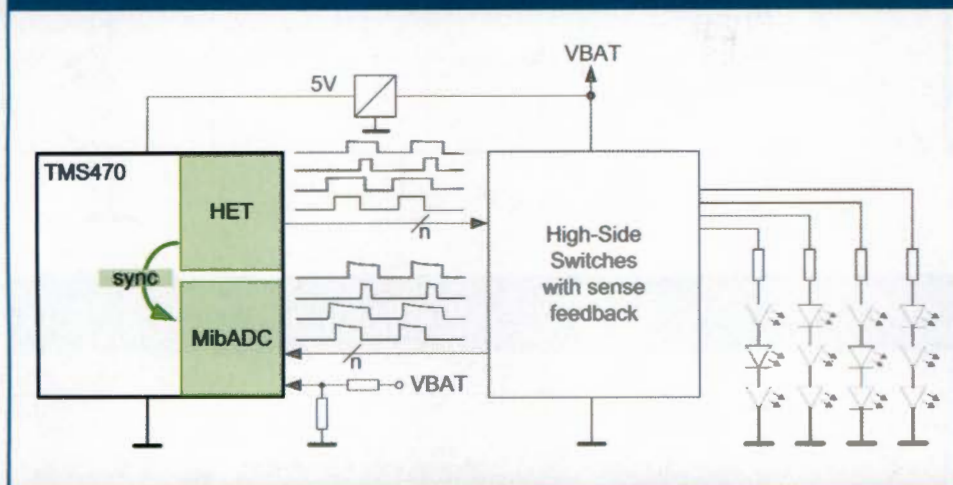 VBAT
5V
TMS470
HET
n
sync
High-Side
Switches
with sense
feedback
MibADC
n
VBAT